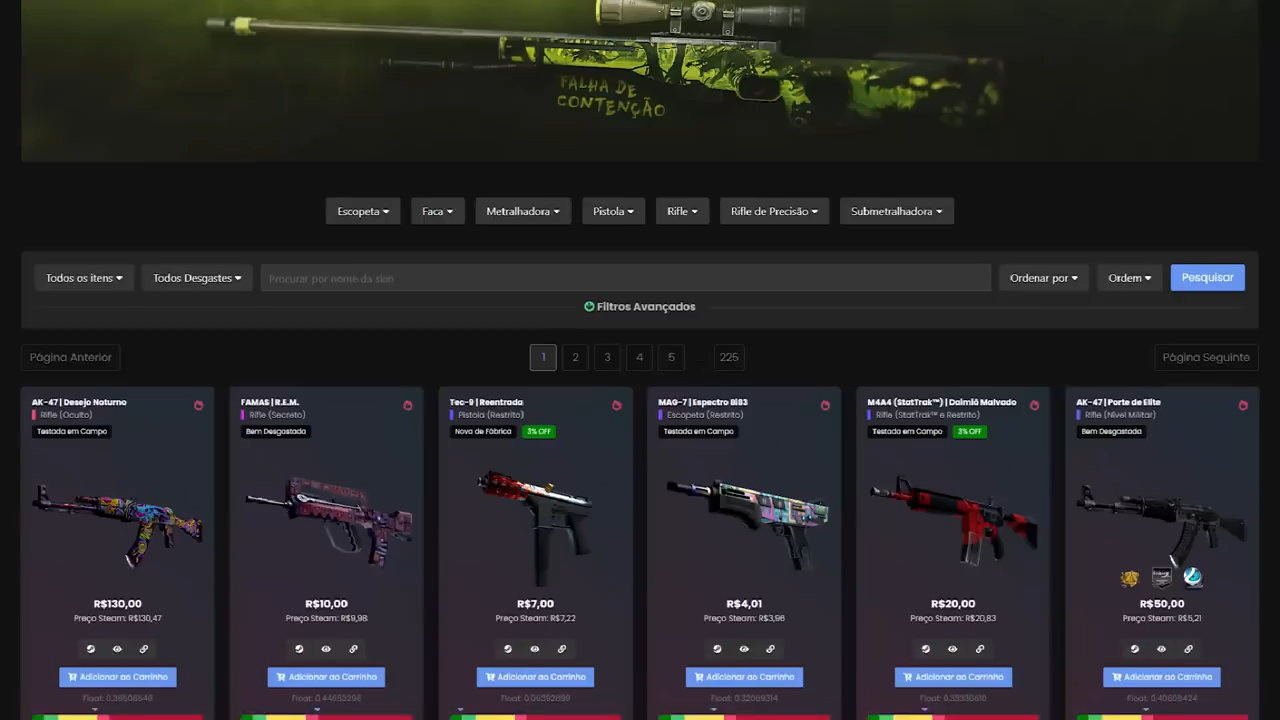 FALHA DE
CONTENÇÃO
Escopeta
Faca
Metralhadora
Pistola
Rifle
Rifle de Precisão
Submetralhadora
Todos os itens
Todos Desgastes
Procurar por nome da skin
Ordenar por
Ordem
Pesquisar
Filtros Avançados
Página Anterior
1 2 3 4 5 ... 225
Página Seguinte
AK-47 | Desejo Noturno
Rifle (Oculto)
Testada em Campo
R$130,00
Preço Steam: R$130,47
Adicionar ao Carrinho
FAMAS | R.E.M.
Rifle (Secreto)
Bem Desgastada
R$10,00
Preço Steam: R$9,98
Adicionar ao Carrinho
Tec-9 | Reentrada
Pistola (Restrito)
Nova de Fábrica 3% OFF
R$7,00
Preço Steam: R$7,22
Adicionar ao Carrinho
MAG-7 | Espectro BI83
Escopeta (Restrito)
Testada em Campo
R$4,01
Preço Steam: R$3,96
Adicionar ao Carrinho
M4A4 (StatTrak™) | Daimiô Malvado
Rifle (StatTrak™ e Restrito)
Testada em Campo 3% OFF
R$20,00
Preço Steam: R$20,83
Adicionar ao Carrinho
AK-47 | Porte de Elite
Rifle (Nível Militar)
Bem Desgastada
R$50,00
Preço Steam: R$5,21
Adicionar ao Carrinho